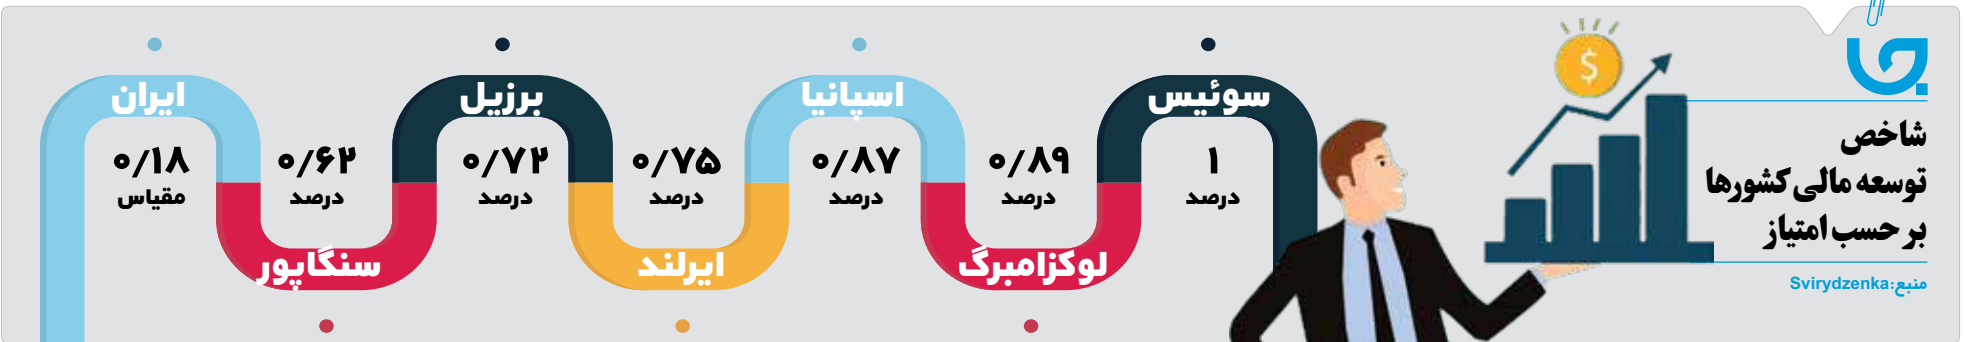 شاخص
توسعه مالی کشورها
بر حسب امتیاز
منبع:Svirydzenka
سوئیس
۱
درصد
لوکزامبرگ
۰/۸۹
درصد
اسپانیا
۰/۸۷
درصد
ایرلند
۰/۷۵
درصد
برزیل
۰/۷۲
درصد
سنگاپور
۰/۶۲
درصد
ایران
۰/۱۸
مقیاس